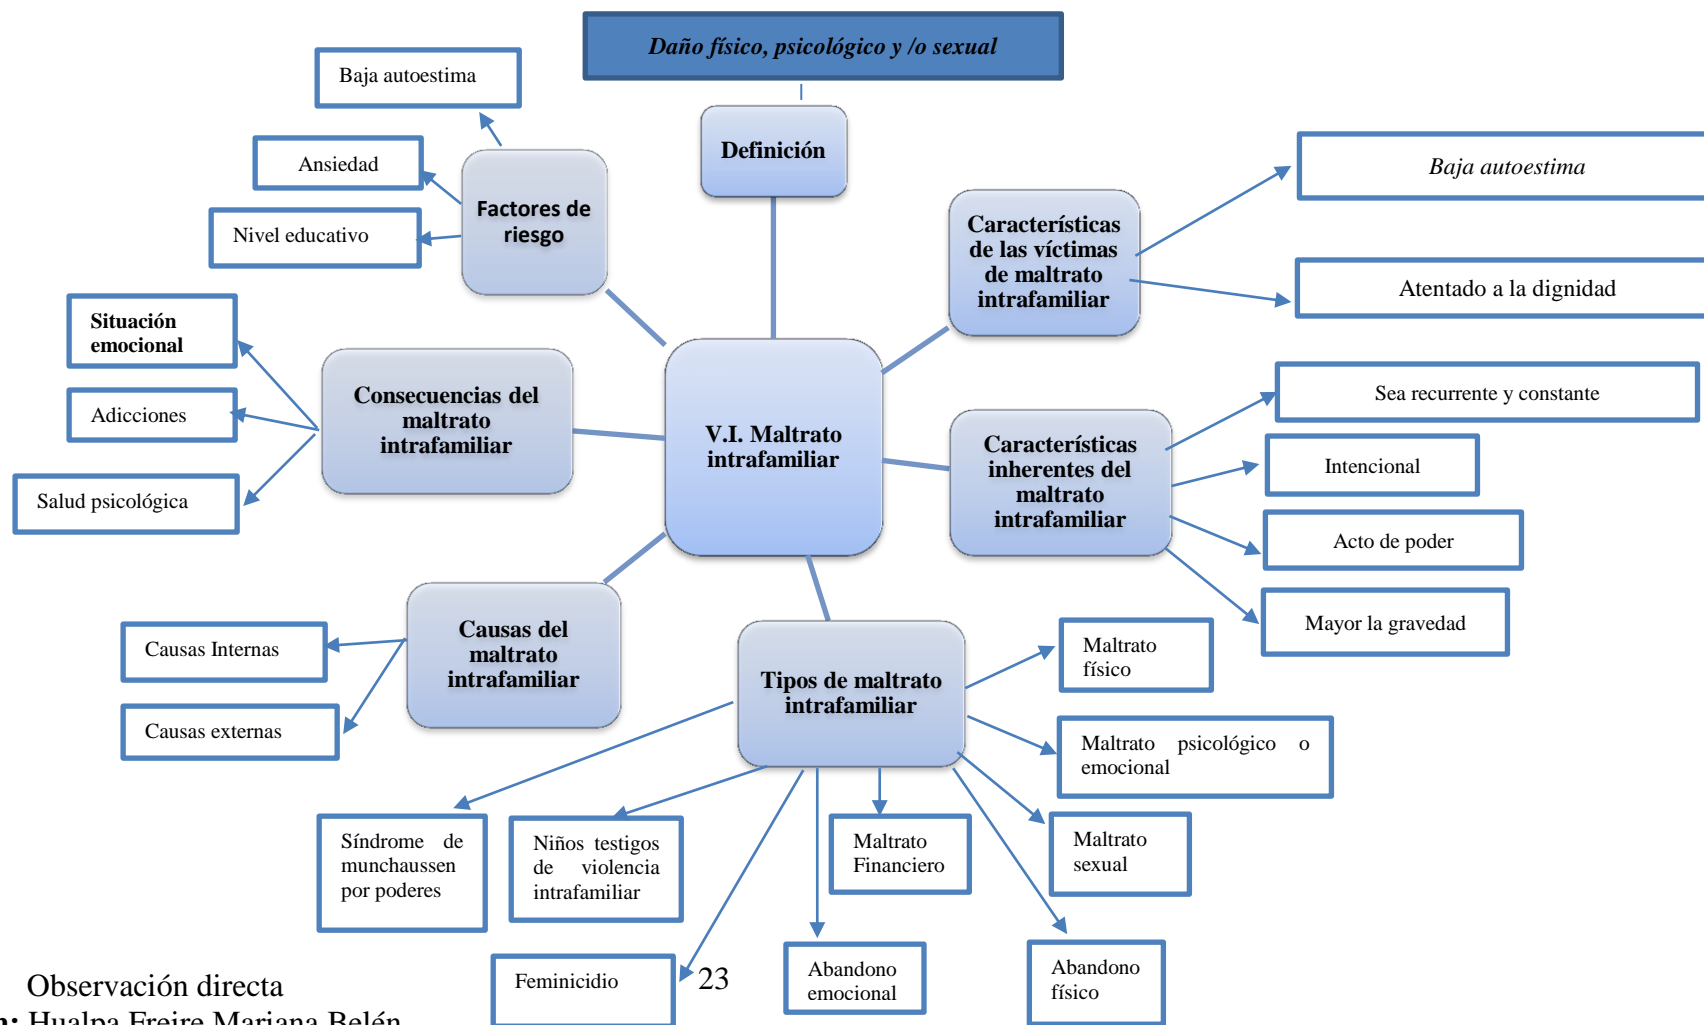 Daño físico, psicológico y /o sexual
Baja autoestima
Ansiedad
Nivel educativo
Factores de
riesgo
Definición
Características
de las víctimas
de maltrato
intrafamiliar
Baja autoestima
Atentado a la dignidad
Situación
emocional
Adicciones
Salud psicológica
Consecuencias del
maltrato
intrafamiliar
V.I. Maltrato
intrafamiliar
Características
inherentes del
maltrato
intrafamiliar
Sea recurrente y constante
Intencional
Acto de poder
Mayor la gravedad
Causas Internas
Causas externas
Causas del
maltrato
intrafamiliar
Tipos de maltrato
intrafamiliar
Maltrato
físico
Maltrato psicológico o
emocional
Síndrome de
munchaussen
por poderes
Niños testigos
de violencia
intrafamiliar
Maltrato
Financiero
Maltrato
sexual
Feminicidio
23
Abandono
emocional
Abandono
físico
Observación directa
Hualpa Freire Mariana Belén